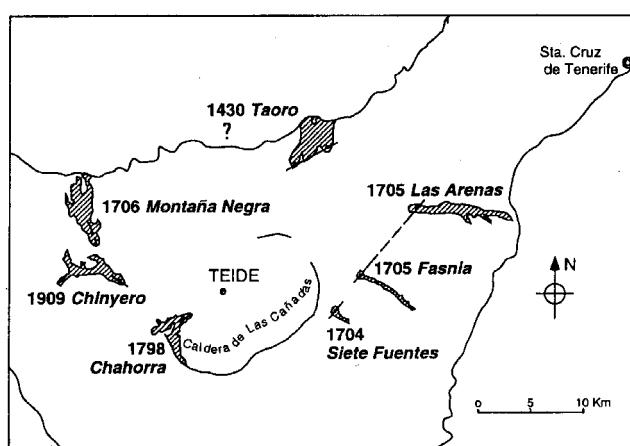 Sta. Cruz
de Tenerife
1430 Taoro
?
1705 Las Arenas
1706 Montaña Negra
N
1705 Fasnia
TEIDE
1909 Chinyero
Caldera de Las Cañadas
1704
Siete Fuentes
1798
Chahorra
0 5 10 Km